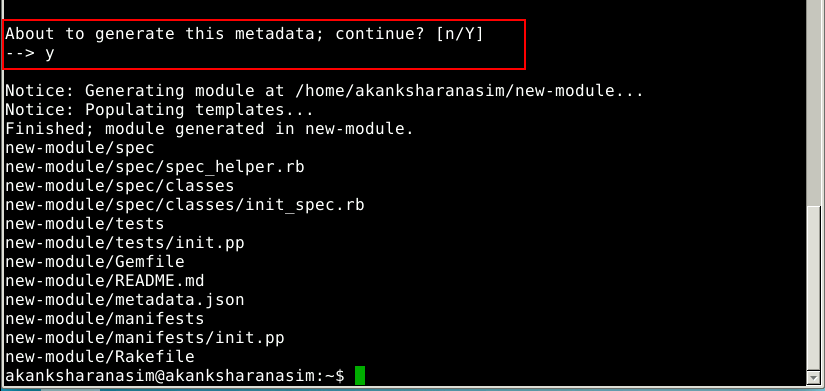 About to generate this metadata; continue? [n/Y]
--> y
Notice: Generating module at /home/akanksharanasim/new-module...
Notice: Populating templates...
Finished; module generated in new-module.
new-module/spec
new-module/spec/spec_helper.rb
new-module/spec/classes
new-module/spec/classes/init_spec.rb
new-module/tests
new-module/tests/init.pp
new-module/Gemfile
new-module/README.md
new-module/metadata.json
new-module/manifests
new-module/manifests/init.pp
new-module/Rakefile
akanksharanasim@akanksharanasim:~$